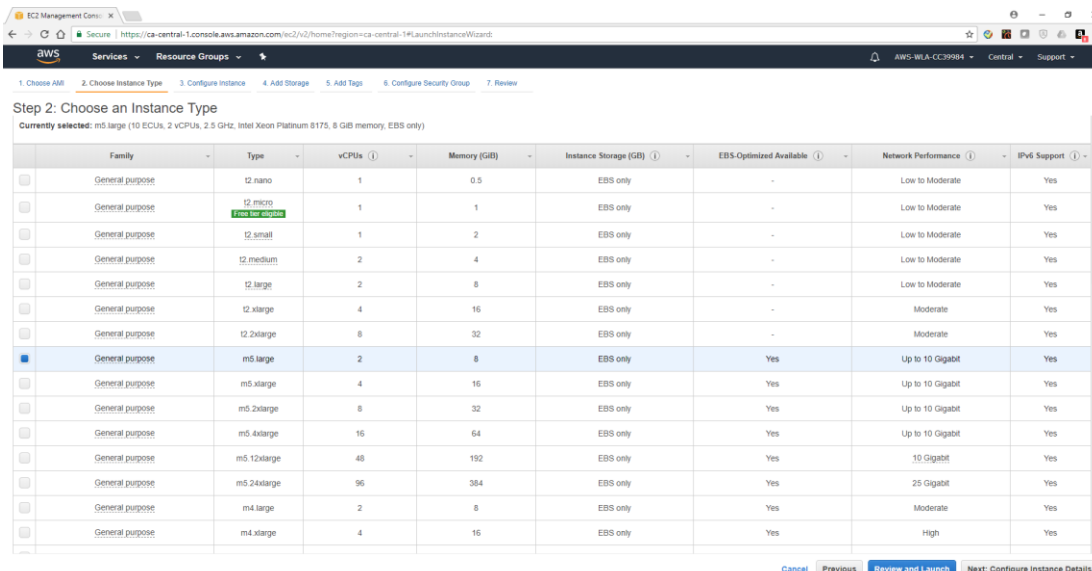 EC2 Management Consol
Secure | https://ca-central-1.console.aws.amazon.com/ec2/v2/home?region=ca-central-1#LaunchInstanceWizard:
aws Services Resource Groups AWS-WLA-CC39984 Central Support
1. Choose AMI 2. Choose Instance Type 3. Configure Instance 4. Add Storage 5. Add Tags 6. Configure Security Group 7. Review
Step 2: Choose an Instance Type
Currently selected: m5.large (10 ECUs, 2 vCPUs, 2.5 GHz, Intel Xeon Platinum 8175, 8 GiB memory, EBS only)
Family Type vCPUs Memory (GiB) Instance Storage (GB) EBS-Optimized Available Network Performance IPv6 Support
General purpose t2.nano 1 0.5 EBS only - Low to Moderate Yes
General purpose t2.micro 1 1 EBS only - Low to Moderate Yes
Free tier eligible
General purpose t2.small 1 2 EBS only - Low to Moderate Yes
General purpose t2.medium 2 4 EBS only - Low to Moderate Yes
General purpose t2.large 2 8 EBS only - Low to Moderate Yes
General purpose t2.xlarge 4 16 EBS only - Moderate Yes
General purpose t2.2xlarge 8 32 EBS only - Moderate Yes
General purpose m5.large 2 8 EBS only Yes Up to 10 Gigabit Yes
General purpose m5.xlarge 4 16 EBS only Yes Up to 10 Gigabit Yes
General purpose m5.2xlarge 8 32 EBS only Yes Up to 10 Gigabit Yes
General purpose m5.4xlarge 16 64 EBS only Yes Up to 10 Gigabit Yes
General purpose m5.12xlarge 48 192 EBS only Yes 10 Gigabit Yes
General purpose m5.24xlarge 96 384 EBS only Yes 25 Gigabit Yes
General purpose m4.large 2 8 EBS only Yes Moderate Yes
General purpose m4.xlarge 4 16 EBS only Yes High Yes
Cancel Previous Review and Launch Next: Configure Instance Details